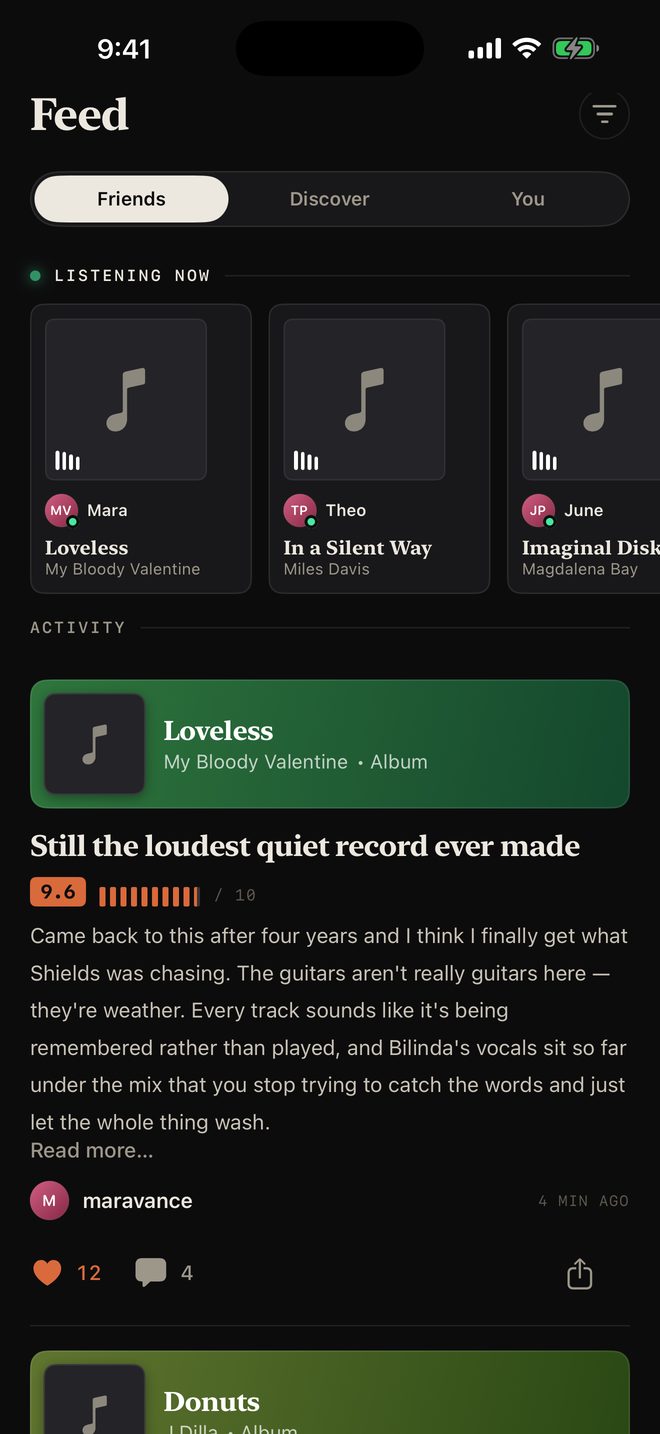 9:41
Feed
Friends
Discover
You
LISTENING NOW
MV
Mara
Loveless
My Bloody Valentine
TP
Theo
In a Silent Way
Miles Davis
JP
June
Imaginal Disk
Magdalena Bay
ACTIVITY
Loveless
My Bloody Valentine • Album
Still the loudest quiet record ever made
9.6 / 10
Came back to this after four years and I think I finally get what
Shields was chasing. The guitars aren't really guitars here —
they're weather. Every track sounds like it's being
remembered rather than played, and Bilinda's vocals sit so far
under the mix that you stop trying to catch the words and just
let the whole thing wash.
Read more...
M
maravance
4 MIN AGO
12
4
Donuts
J Dilla • Album